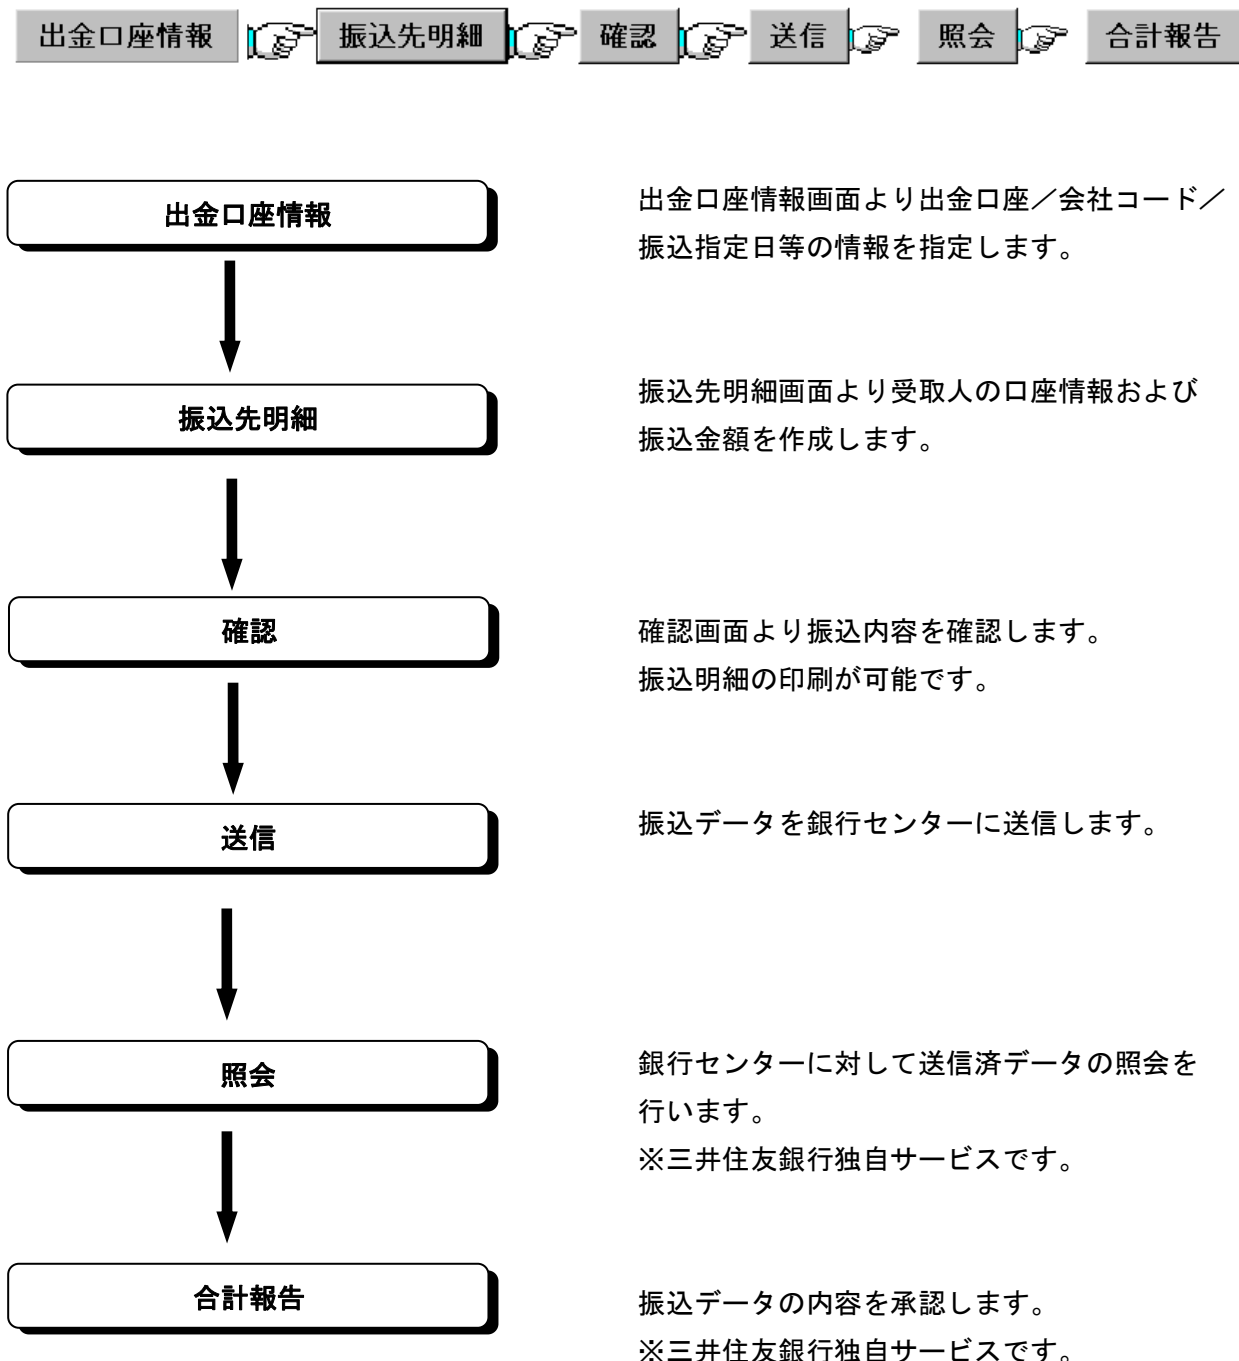 出金口座情報 振込先明細 確認 送信 照会 合計報告
出金口座情報
出金口座情報画面より出金口座／会社コード／
振込指定日等の情報を指定します。
振込先明細
振込先明細画面より受取人の口座情報および
振込金額を作成します。
確認
確認画面より振込内容を確認します。
振込明細の印刷が可能です。
送信
振込データを銀行センターに送信します。
照会
銀行センターに対して送信済データの照会を
行います。
※三井住友銀行独自サービスです。
合計報告
振込データの内容を承認します。
※三井住友銀行独自サービスです。